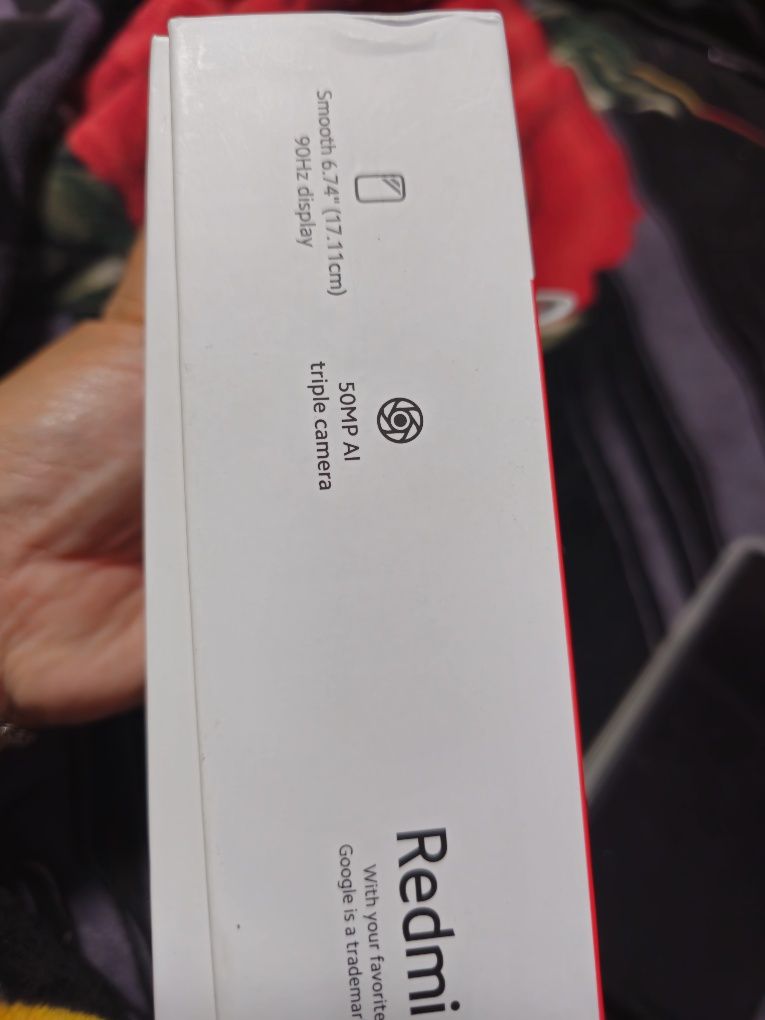 Smooth 6.74" (17.11cm)
90Hz display
50MP AI
triple camera
Redmi
With your favorite
Google is a trademar